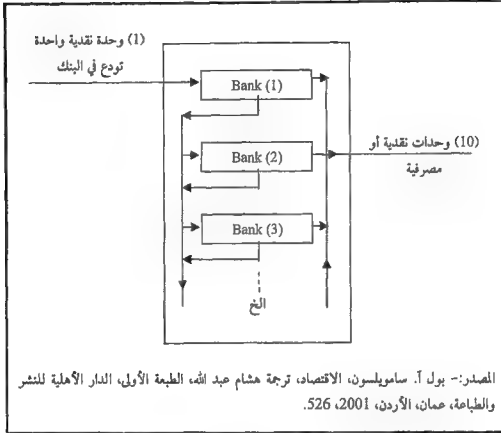 (1) وحدة نقدية واحدة
تودع في البنك
Bank (1)
(10) وحدات نقدية أو
مصرفية
Bank (2)
Bank (3)
الخ
المصدر:- بول آ. سامويلسون، الاقتصاد، ترجمة هشام عبد الله، الطبعة الأولى، الدار الأهلية للنشر
والطباعة، عمان، الأردن، 2001، 526.